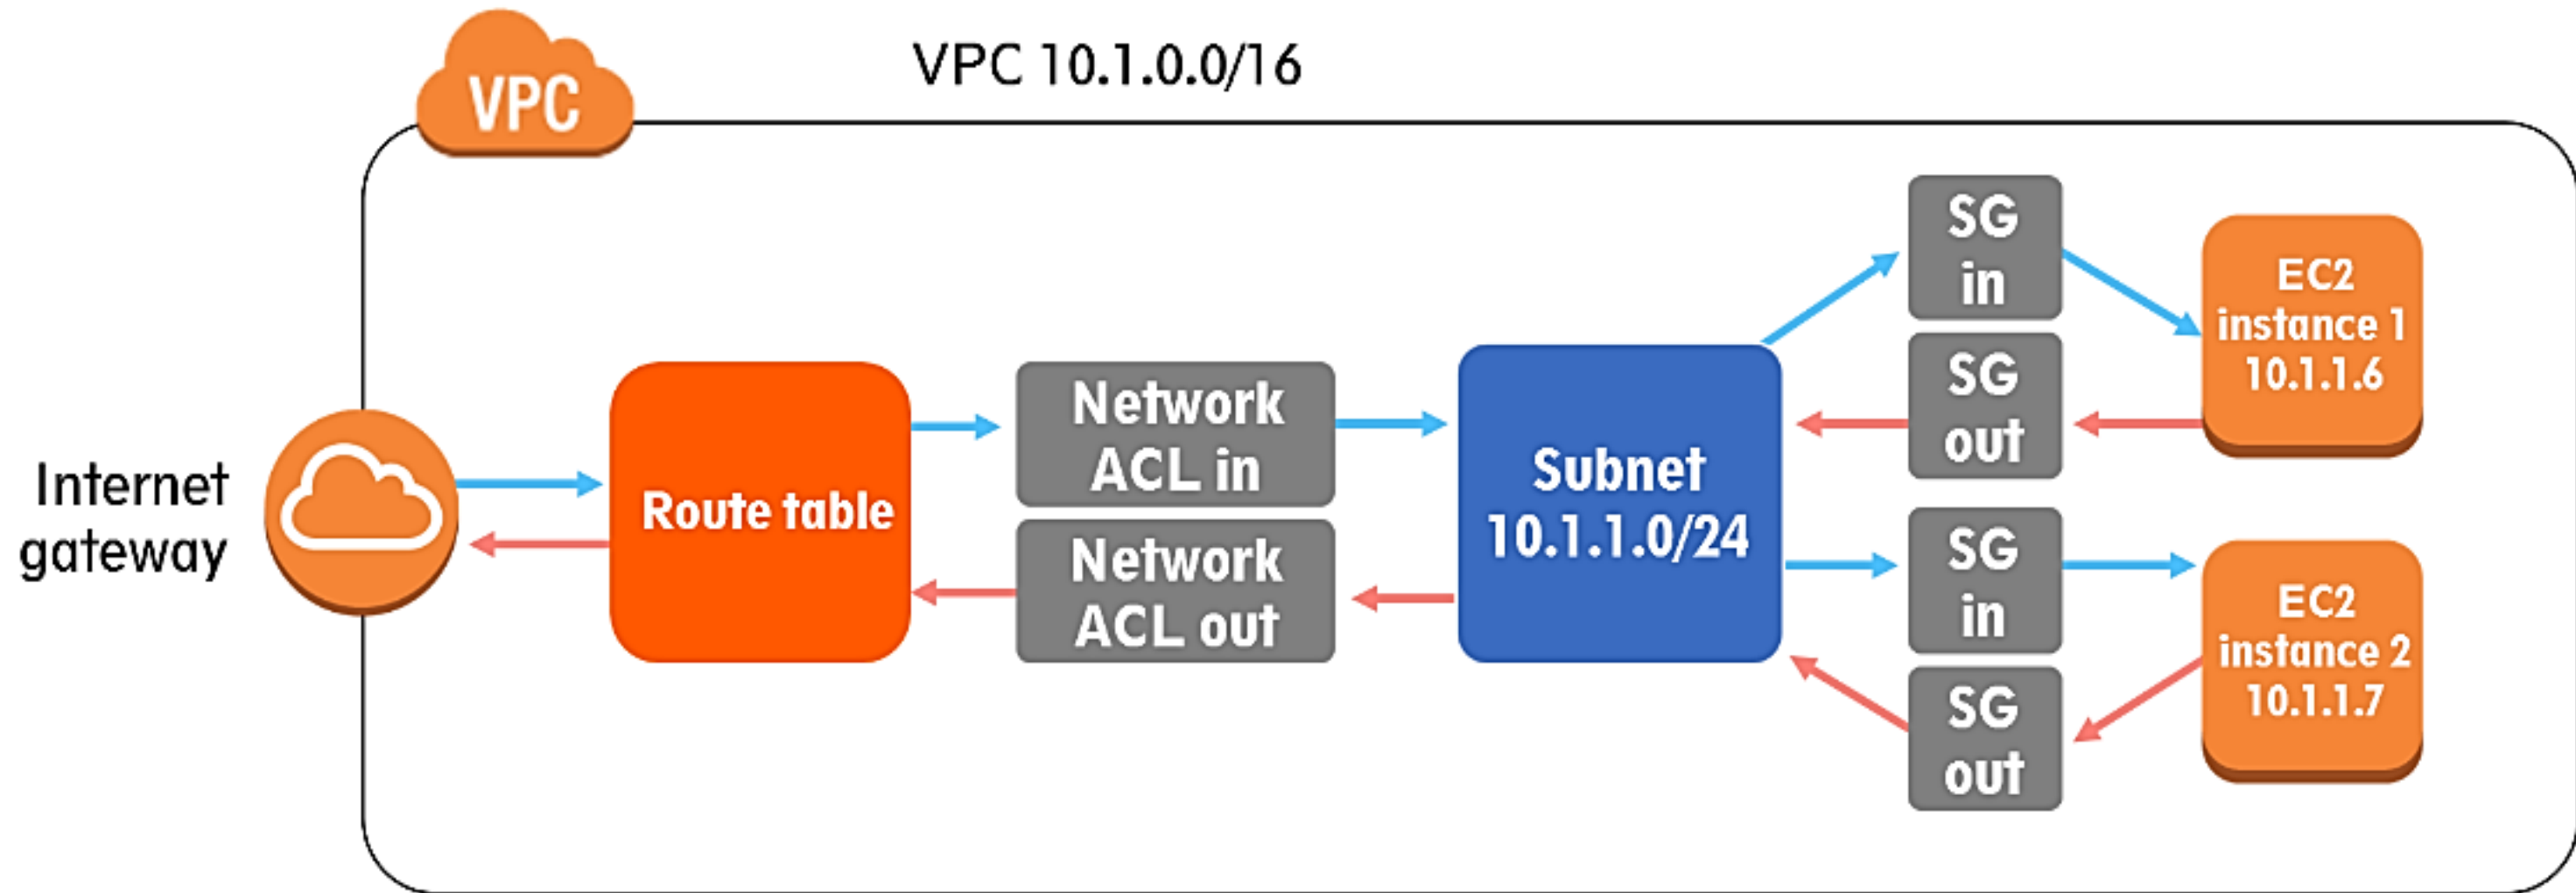 VPC 10.1.0.0/16
VPC
Internet
gateway
Route table
Network
ACL in
Network
ACL out
Subnet
10.1.1.0/24
SG
in
SG
out
EC2
instance 1
10.1.1.6
SG
in
SG
out
EC2
instance 2
10.1.1.7